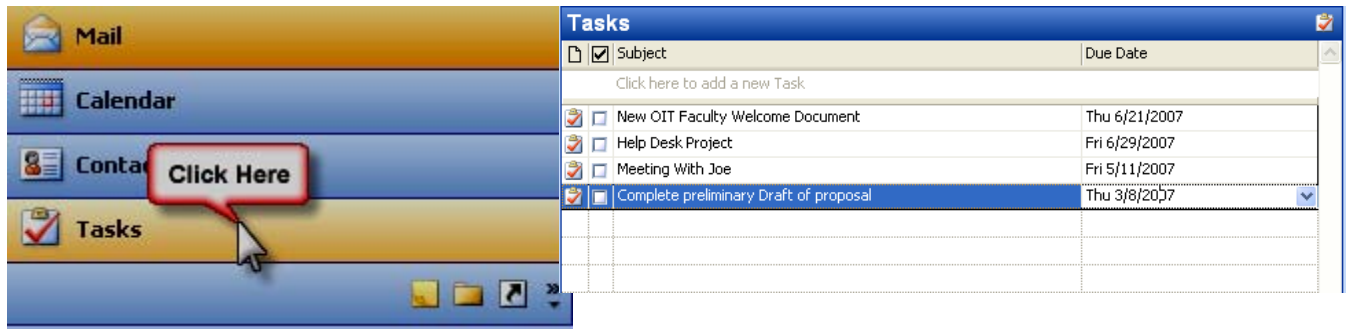 Mail
Calendar
Click Here
Tasks
Tasks
Subject Due Date
Click here to add a new Task
New OIT Faculty Welcome Document Thu 6/21/2007
Help Desk Project Fri 6/29/2007
Meeting With Joe Fri 5/11/2007
Complete preliminary Draft of proposal Thu 3/8/2007